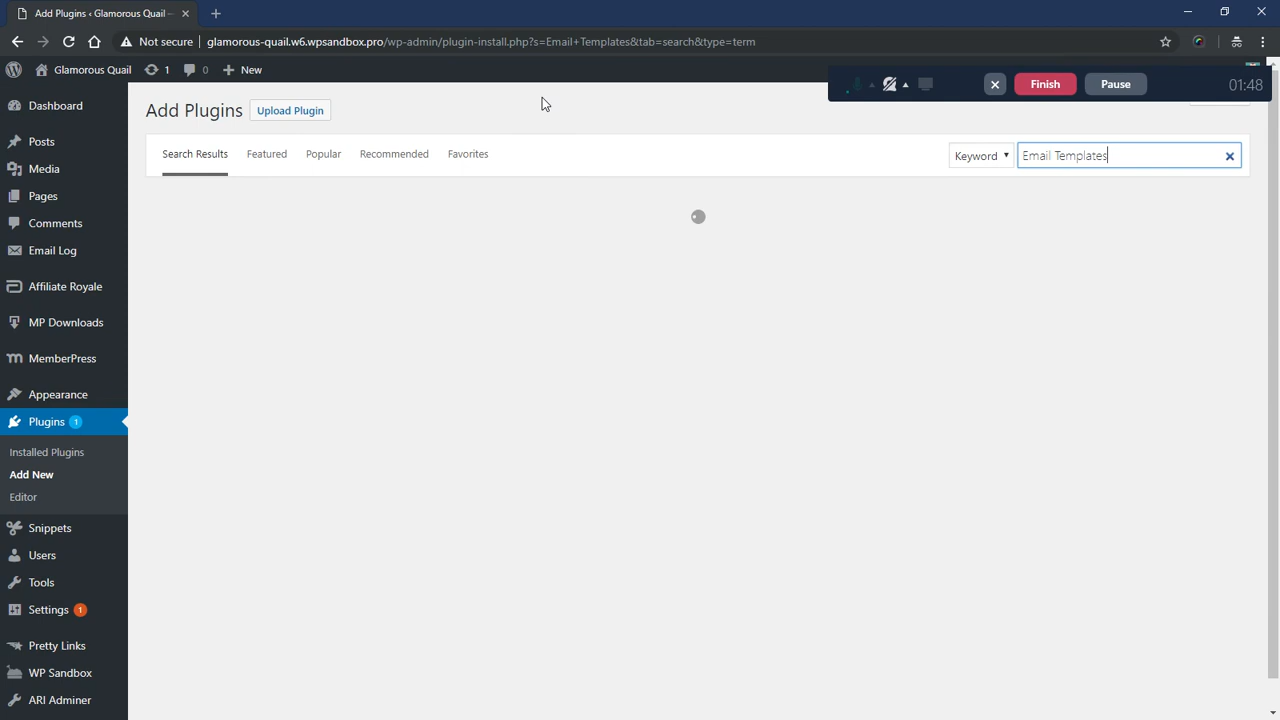 Add Plugins ‹ Glamorous Quail –
Not secure
glamorous-quail.w6.wpsandbox.pro/wp-admin/plugin-install.php?s=Email+Templates&tab=search&type=term
Glamorous Quail
1
0
New
Finish
Pause
01:48
Dashboard
Posts
Media
Pages
Comments
Email Log
Affiliate Royale
MP Downloads
MemberPress
Appearance
Plugins 1
Installed Plugins
Add New
Editor
Snippets
Users
Tools
Settings 1
Pretty Links
WP Sandbox
ARI Adminer
Add Plugins
Upload Plugin
Search Results
Featured
Popular
Recommended
Favorites
Keyword
Email Templates